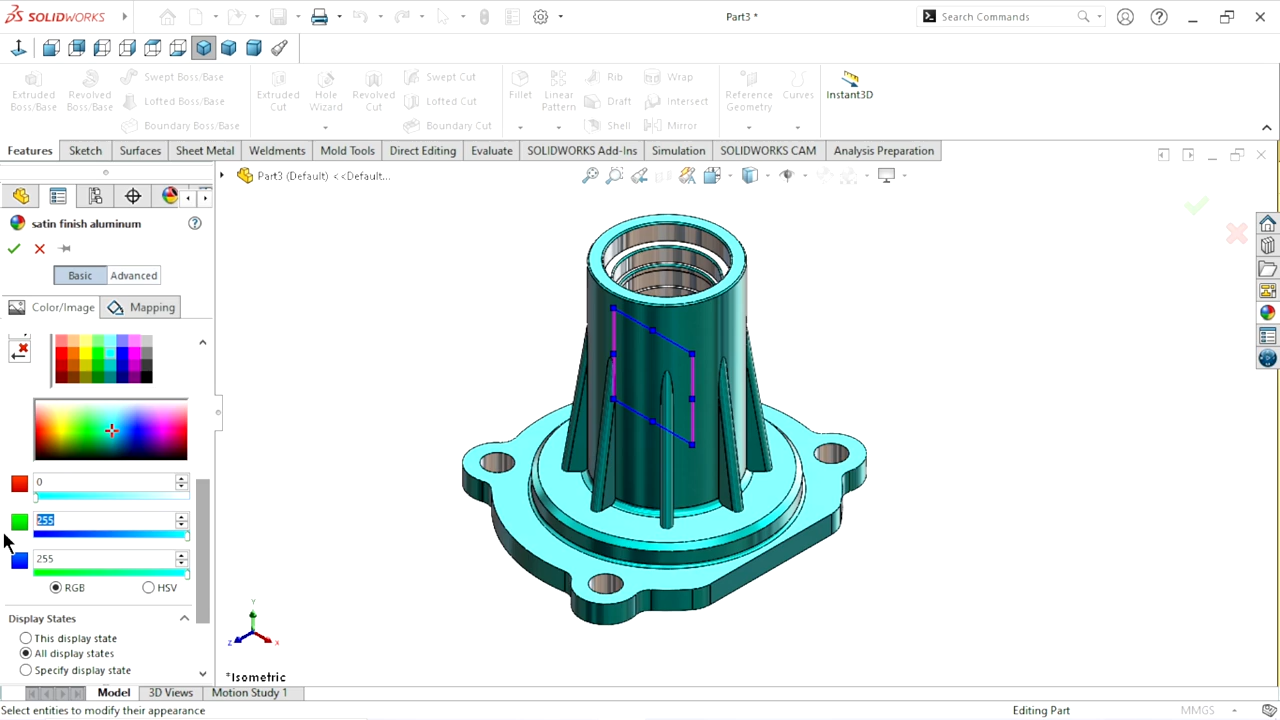 SOLIDWORKS
Part3 *
Search Commands
Extruded Boss/Base
Revolved Boss/Base
Swept Boss/Base
Lofted Boss/Base
Boundary Boss/Base
Extruded Cut
Hole Wizard
Revolved Cut
Swept Cut
Lofted Cut
Boundary Cut
Fillet
Linear Pattern
Rib
Draft
Shell
Wrap
Intersect
Mirror
Reference Geometry
Curves
Instant3D
Features
Sketch
Surfaces
Sheet Metal
Weldments
Mold Tools
Direct Editing
Evaluate
SOLIDWORKS Add-Ins
Simulation
SOLIDWORKS CAM
Analysis Preparation
Part3 (Default) <<Default...
satin finish aluminum
Basic
Advanced
Color/Image
Mapping
0
255
255
RGB
HSV
Display States
This display state
All display states
Specify display state
Y
Z
X
*Isometric
Model
3D Views
Motion Study 1
Select entities to modify their appearance
Editing Part
MMGS